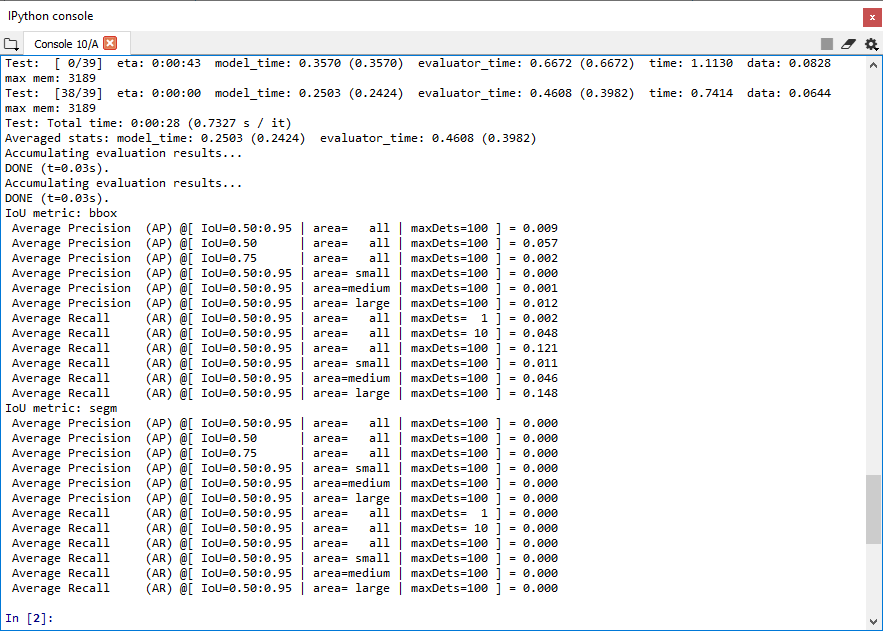 IPython console
Console 10/A
Test:  [ 0/39]  eta: 0:00:43  model_time: 0.3570 (0.3570)  evaluator_time: 0.6672 (0.6672)  time: 1.1130  data: 0.0828
max mem: 3189
Test:  [38/39]  eta: 0:00:00  model_time: 0.2503 (0.2424)  evaluator_time: 0.4608 (0.3982)  time: 0.7414  data: 0.0644
max mem: 3189
Test: Total time: 0:00:28 (0.7327 s / it)
Averaged stats: model_time: 0.2503 (0.2424)  evaluator_time: 0.4608 (0.3982)
Accumulating evaluation results...
DONE (t=0.03s).
Accumulating evaluation results...
DONE (t=0.03s).
IoU metric: bbox
 Average Precision  (AP) @[ IoU=0.50:0.95 | area=   all | maxDets=100 ] = 0.009
 Average Precision  (AP) @[ IoU=0.50      | area=   all | maxDets=100 ] = 0.057
 Average Precision  (AP) @[ IoU=0.75      | area=   all | maxDets=100 ] = 0.002
 Average Precision  (AP) @[ IoU=0.50:0.95 | area= small | maxDets=100 ] = 0.000
 Average Precision  (AP) @[ IoU=0.50:0.95 | area=medium | maxDets=100 ] = 0.001
 Average Precision  (AP) @[ IoU=0.50:0.95 | area= large | maxDets=100 ] = 0.012
 Average Recall     (AR) @[ IoU=0.50:0.95 | area=   all | maxDets=  1 ] = 0.002
 Average Recall     (AR) @[ IoU=0.50:0.95 | area=   all | maxDets= 10 ] = 0.048
 Average Recall     (AR) @[ IoU=0.50:0.95 | area=   all | maxDets=100 ] = 0.121
 Average Recall     (AR) @[ IoU=0.50:0.95 | area= small | maxDets=100 ] = 0.011
 Average Recall     (AR) @[ IoU=0.50:0.95 | area=medium | maxDets=100 ] = 0.046
 Average Recall     (AR) @[ IoU=0.50:0.95 | area= large | maxDets=100 ] = 0.148
IoU metric: segm
 Average Precision  (AP) @[ IoU=0.50:0.95 | area=   all | maxDets=100 ] = 0.000
 Average Precision  (AP) @[ IoU=0.50      | area=   all | maxDets=100 ] = 0.000
 Average Precision  (AP) @[ IoU=0.75      | area=   all | maxDets=100 ] = 0.000
 Average Precision  (AP) @[ IoU=0.50:0.95 | area= small | maxDets=100 ] = 0.000
 Average Precision  (AP) @[ IoU=0.50:0.95 | area=medium | maxDets=100 ] = 0.000
 Average Precision  (AP) @[ IoU=0.50:0.95 | area= large | maxDets=100 ] = 0.000
 Average Recall     (AR) @[ IoU=0.50:0.95 | area=   all | maxDets=  1 ] = 0.000
 Average Recall     (AR) @[ IoU=0.50:0.95 | area=   all | maxDets= 10 ] = 0.000
 Average Recall     (AR) @[ IoU=0.50:0.95 | area=   all | maxDets=100 ] = 0.000
 Average Recall     (AR) @[ IoU=0.50:0.95 | area= small | maxDets=100 ] = 0.000
 Average Recall     (AR) @[ IoU=0.50:0.95 | area=medium | maxDets=100 ] = 0.000
 Average Recall     (AR) @[ IoU=0.50:0.95 | area= large | maxDets=100 ] = 0.000
In [2]: